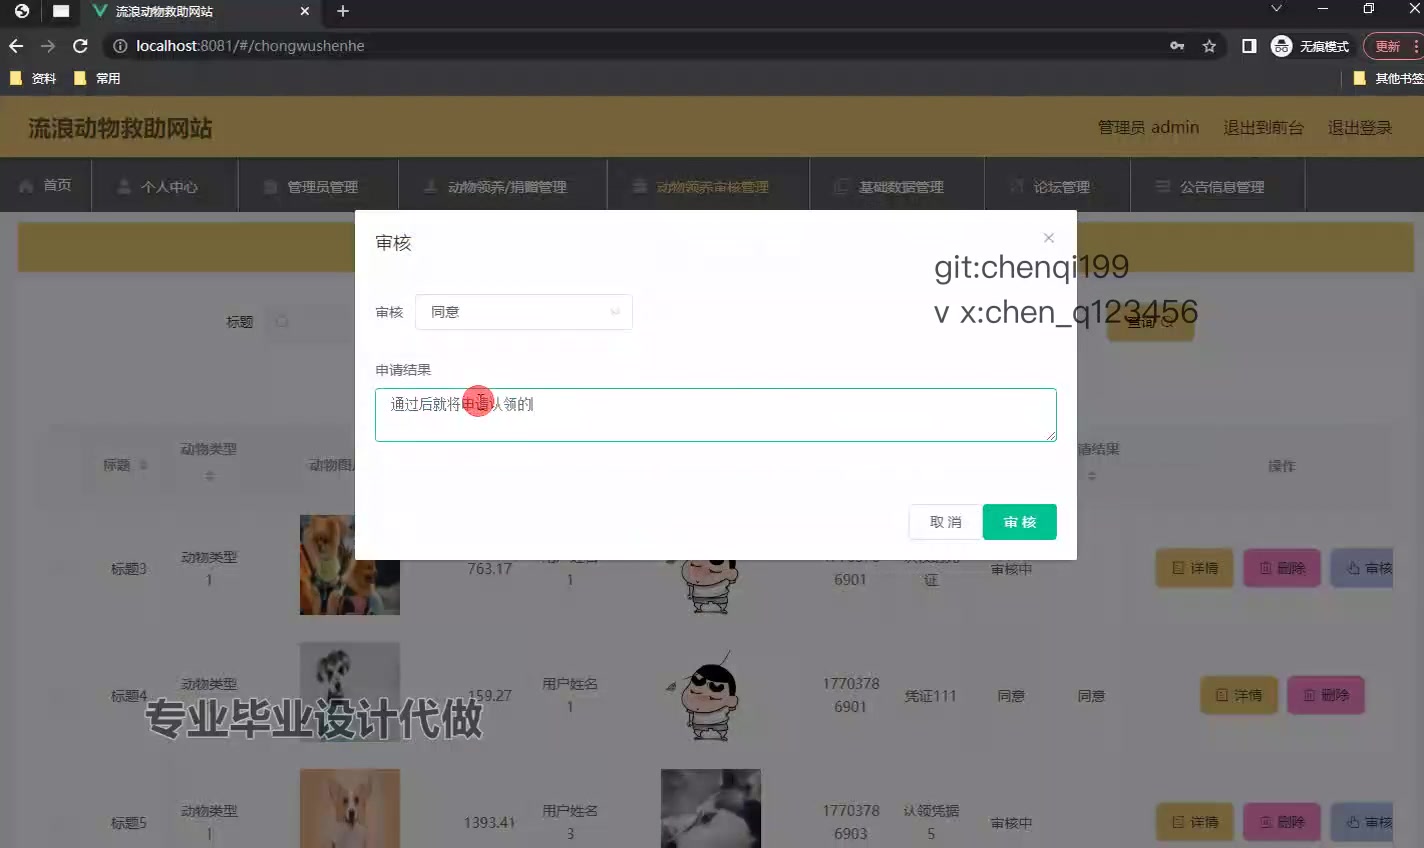 流浪动物救助网站
localhost:8081/#/chongwushenhe
无痕模式
更新
资料
常用
其他书签
流浪动物救助网站
管理员 admin
退出到前台
退出登录
首页
个人中心
管理员管理
动物领养/捐赠管理
动物领养审核管理
基础数据管理
论坛管理
公告信息管理
审核
git:chenqi199
v x:chen_q123456
标题
查询
审核
同意
申请结果
通过后就将申请认领的
取 消
审 核
标题
动物类型
动物图
请结果
操作
标题3
动物类型
1
763.17
1
1770378
6901
证
审核中
详情
删除
审核
标题4
动物类型
159.27
用户姓名
1
1770378
6901
凭证111
同意
同意
详情
删除
专业毕业设计代做
标题5
动物类型
1
1393.41
用户姓名
3
1770378
6903
认领凭据
5
审核中
详情
删除
审核